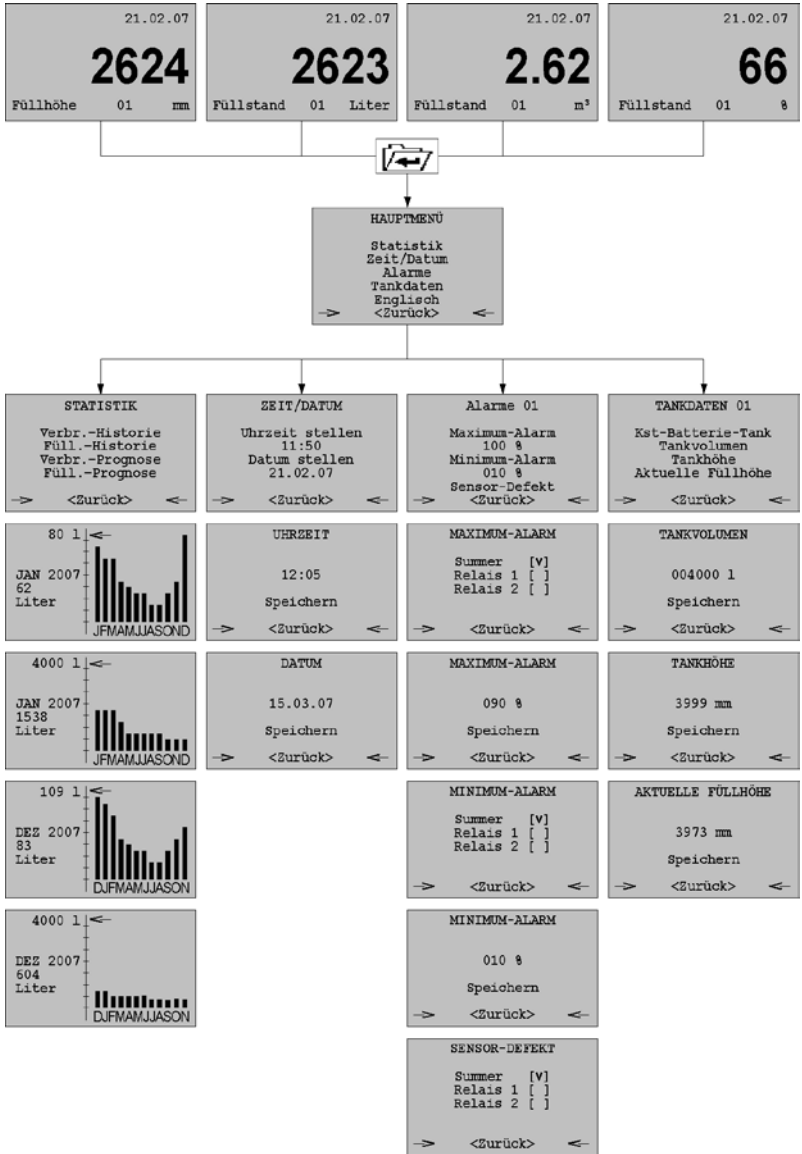 21.02.07
2624
Füllhöhe 01 mm
21.02.07
2623
Füllstand 01 Liter
21.02.07
2.62
Füllstand 01 m³
21.02.07
66
Füllstand 01 %
HAUPTMENÜ
Statistik
Zeit/Datum
Alarme
Tankdaten
Englisch
<Zurück>
STATISTIK
Verbr.-Historie
Füll.-Historie
Verbr.-Prognose
Füll.-Prognose
<Zurück>
ZEIT/DATUM
Uhrzeit stellen
11:50
Datum stellen
21.02.07
<Zurück>
Alarme 01
Maximum-Alarm
100 %
Minimum-Alarm
010 %
Sensor-Defekt
<Zurück>
TANKDATEN 01
Kst-Batterie-Tank
Tankvolumen
Tankhöhe
Aktuelle Füllhöhe
<Zurück>
80 l
JAN 2007
62
Liter
JFMAMJJASOND
UHRZEIT
12:05
Speichern
<Zurück>
MAXIMUM-ALARM
Summer [v]
Relais 1 [ ]
Relais 2 [ ]
<Zurück>
TANKVOLUMEN
004000 l
Speichern
<Zurück>
4000 l
JAN 2007
1538
Liter
JFMAMJJASOND
DATUM
15.03.07
Speichern
<Zurück>
MAXIMUM-ALARM
090 %
Speichern
<Zurück>
TANKHÖHE
3999 mm
Speichern
<Zurück>
109 l
DEZ 2007
83
Liter
DJFMAMJJASON
MINIMUM-ALARM
Summer [v]
Relais 1 [ ]
Relais 2 [ ]
<Zurück>
AKTUELLE FÜLLHÖHE
3973 mm
Speichern
<Zurück>
4000 l
DEZ 2007
604
Liter
DJFMAMJJASON
MINIMUM-ALARM
010 %
Speichern
<Zurück>
SENSOR-DEFEKT
Summer [v]
Relais 1 [ ]
Relais 2 [ ]
<Zurück>